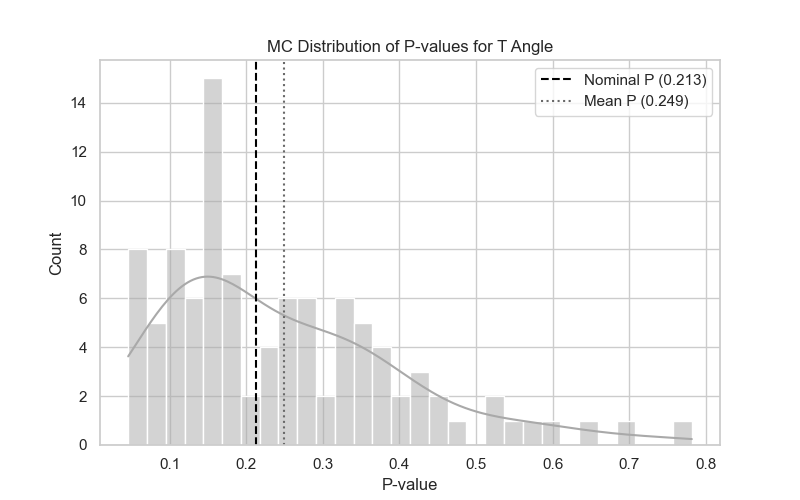 MC Distribution of P-values for T Angle
Nominal P (0.213)
Mean P (0.249)
14
12
10
8
6
4
2
0
Count
0.1 0.2 0.3 0.4 0.5 0.6 0.7 0.8
P-value